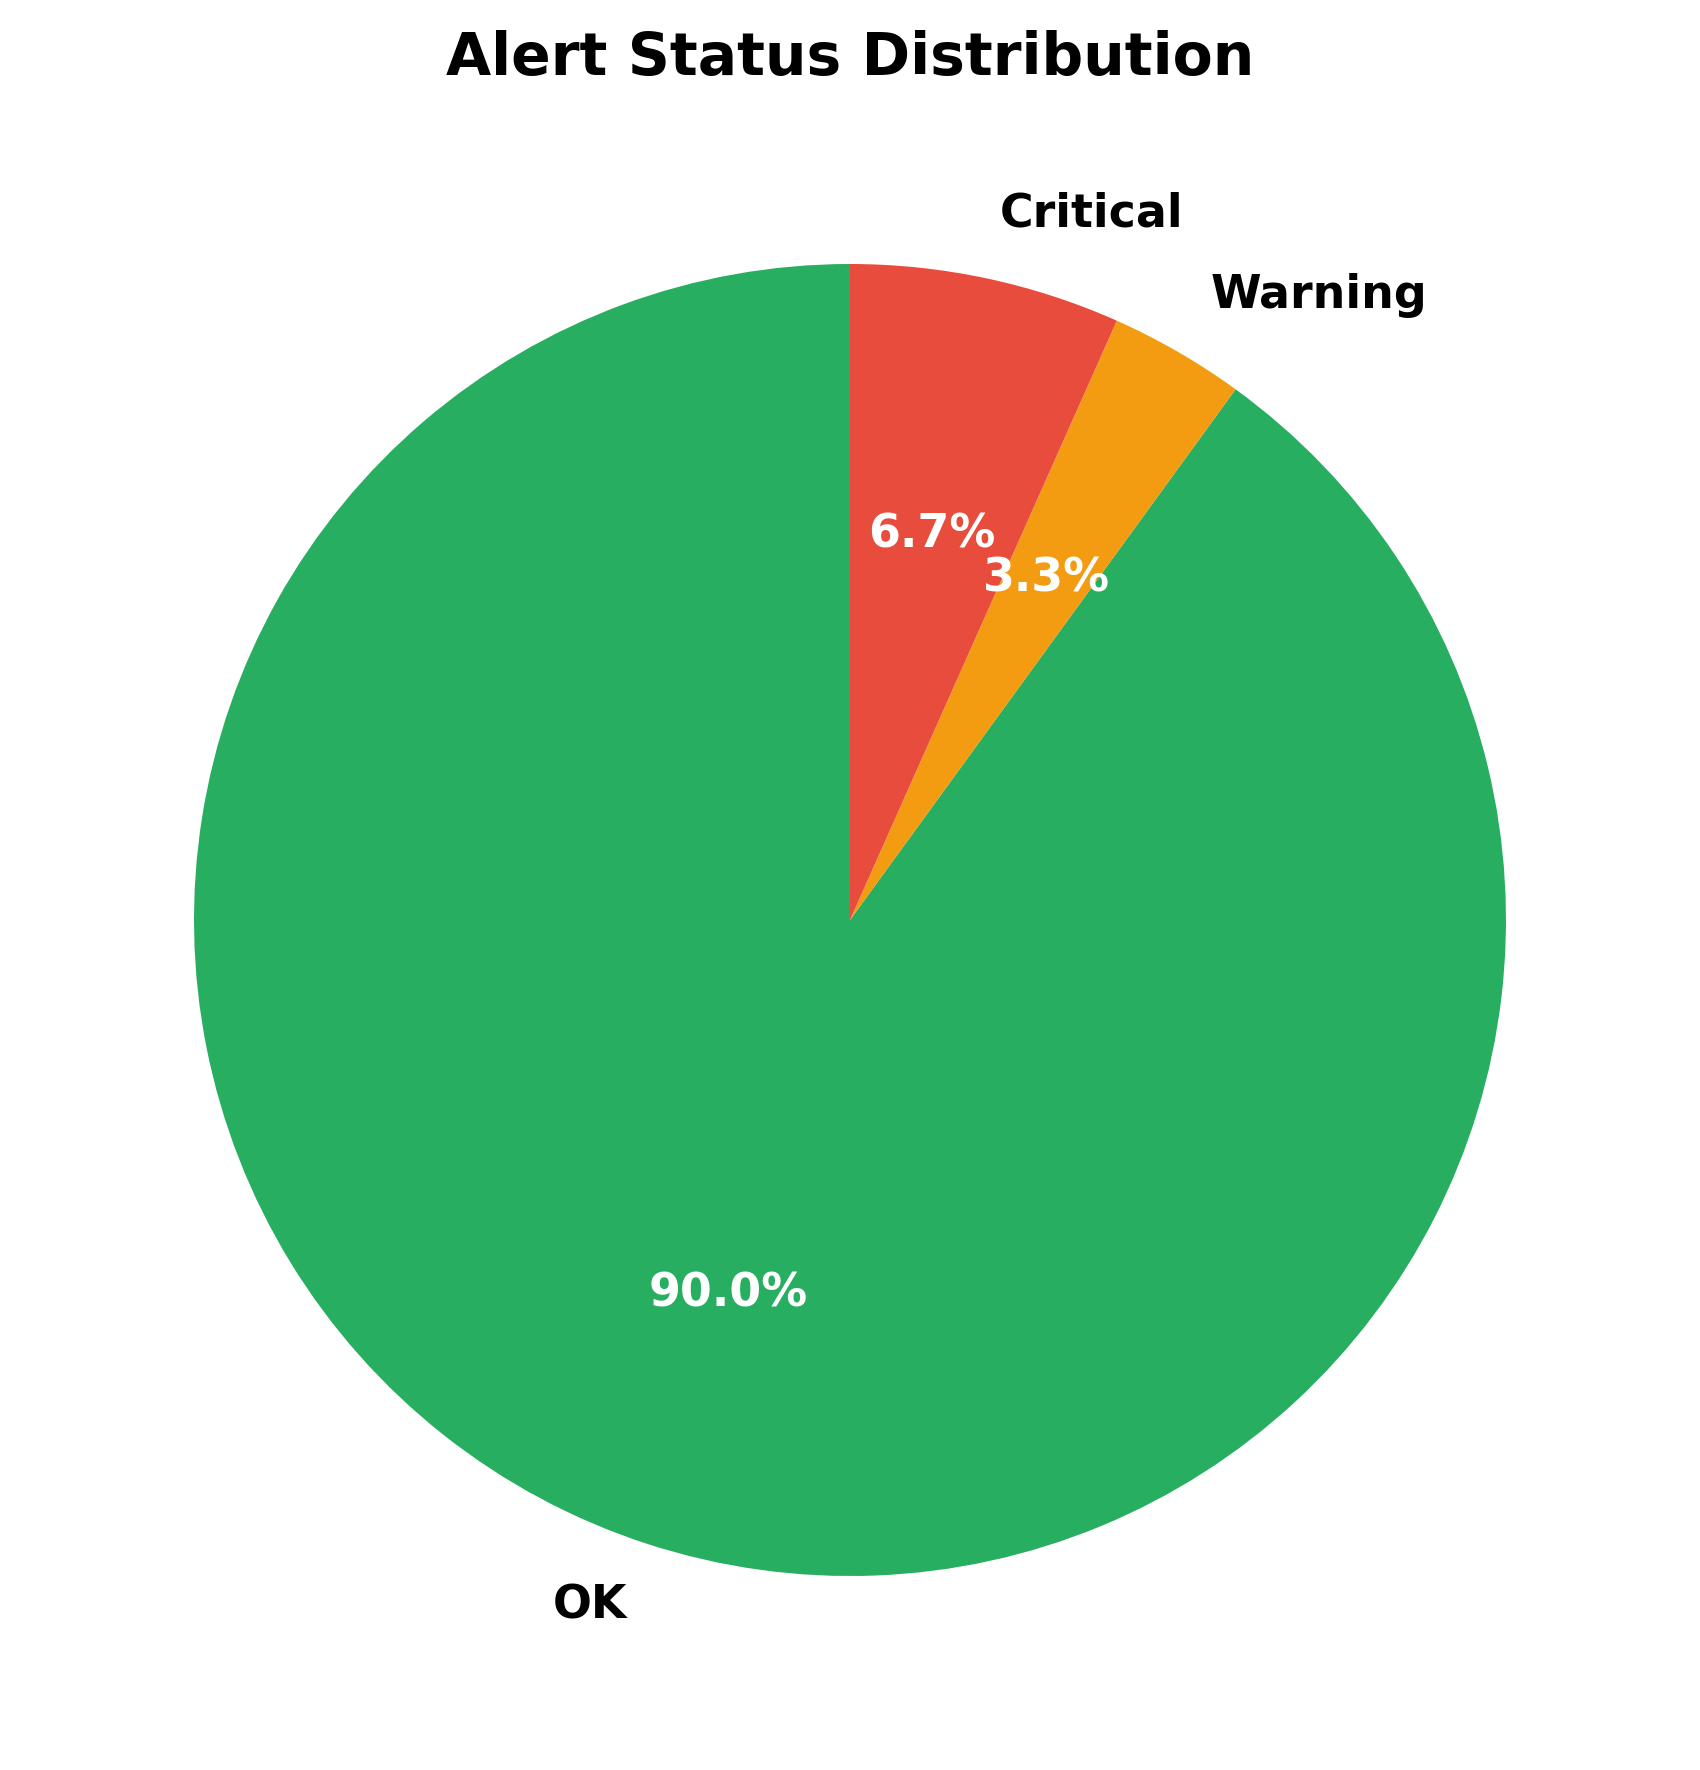 Alert Status Distribution
Critical
Warning
6.7%
3.3%
90.0%
OK